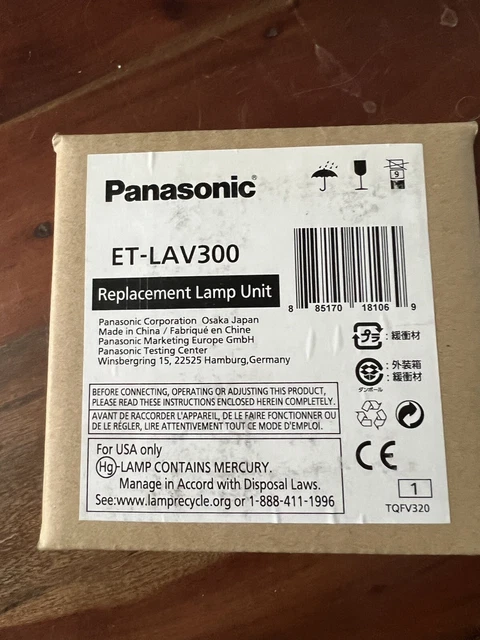 Panasonic®
ET-LAV300
Replacement Lamp Unit
8 85170 18106 9
9
Panasonic Corporation Osaka Japan
Made in China / Fabriqué en Chine
Panasonic Marketing Europe GmbH
Panasonic Testing Center
Winsbergring 15, 22525 Hamburg,Germany
プラ : 緩衝材
: 外装箱
: 緩衝材
ダンボール
BEFORE CONNECTING, OPERATING OR ADJUSTING THIS PRODUCT,
PLEASE READ THESE INSTRUCTIONS ENCLOSED HEREIN COMPLETELY.
AVANT DE RACCORDER L'APPAREIL, DE LE FAIRE FONCTIONNER OU
DE LE RÉGLER, LIRE ATTENTIVEMENT TOUT CE MODE D'EMPLOI.
For USA only
Hg-LAMP CONTAINS MERCURY.
Manage in Accord with Disposal Laws.
See:www.lamprecycle.org or 1-888-411-1996
CE
1
TQFV320